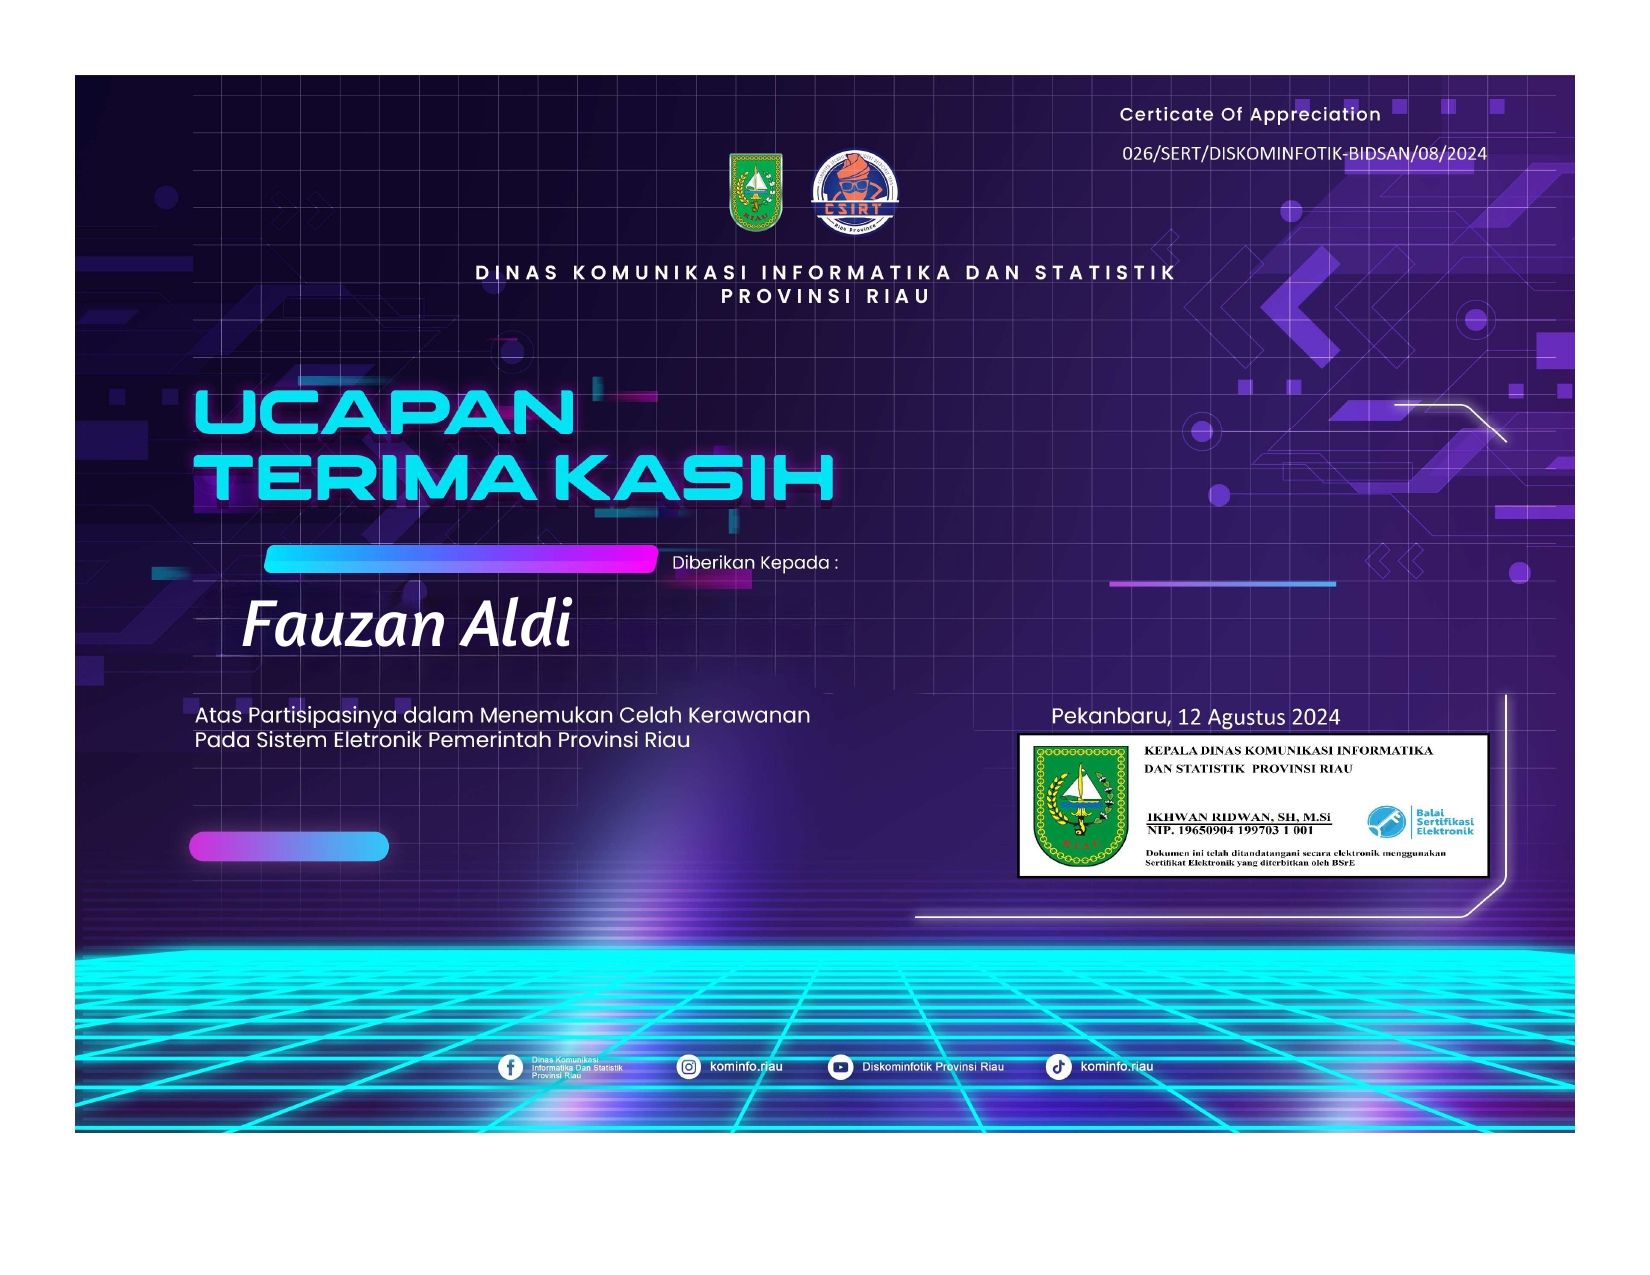 Certicate Of Appreciation
026/SERT/DISKOMINFOTIK-BIDSAN/08/2024
RIAU
CSIRT
Riau Province
DINAS KOMUNIKASI INFORMATIKA DAN STATISTIK
PROVINSI RIAU
UCAPAN
TERIMA KASIH
Diberikan Kepada :
Fauzan Aldi
Atas Partisipasinya dalam Menemukan Celah Kerawanan
Pada Sistem Eletronik Pemerintah Provinsi Riau
Pekanbaru, 12 Agustus 2024
KEPALA DINAS KOMUNIKASI INFORMATIKA
DAN STATISTIK PROVINSI RIAU
RIAU
IKHWAN RIDWAN, SH, M.Si
NIP. 19650904 199703 1 001
Balai
Sertifikasi
Elektronik
Dokumen ini telah ditandatangani secara elektronik menggunakan
Sertifikat Elektronik yang diterbitkan oleh BSrE
Dinas Komunikasi
Informatika Dan Statistik
Provinsi Riau
kominfo.riau
Diskominfotik Provinsi Riau
kominfo.riau